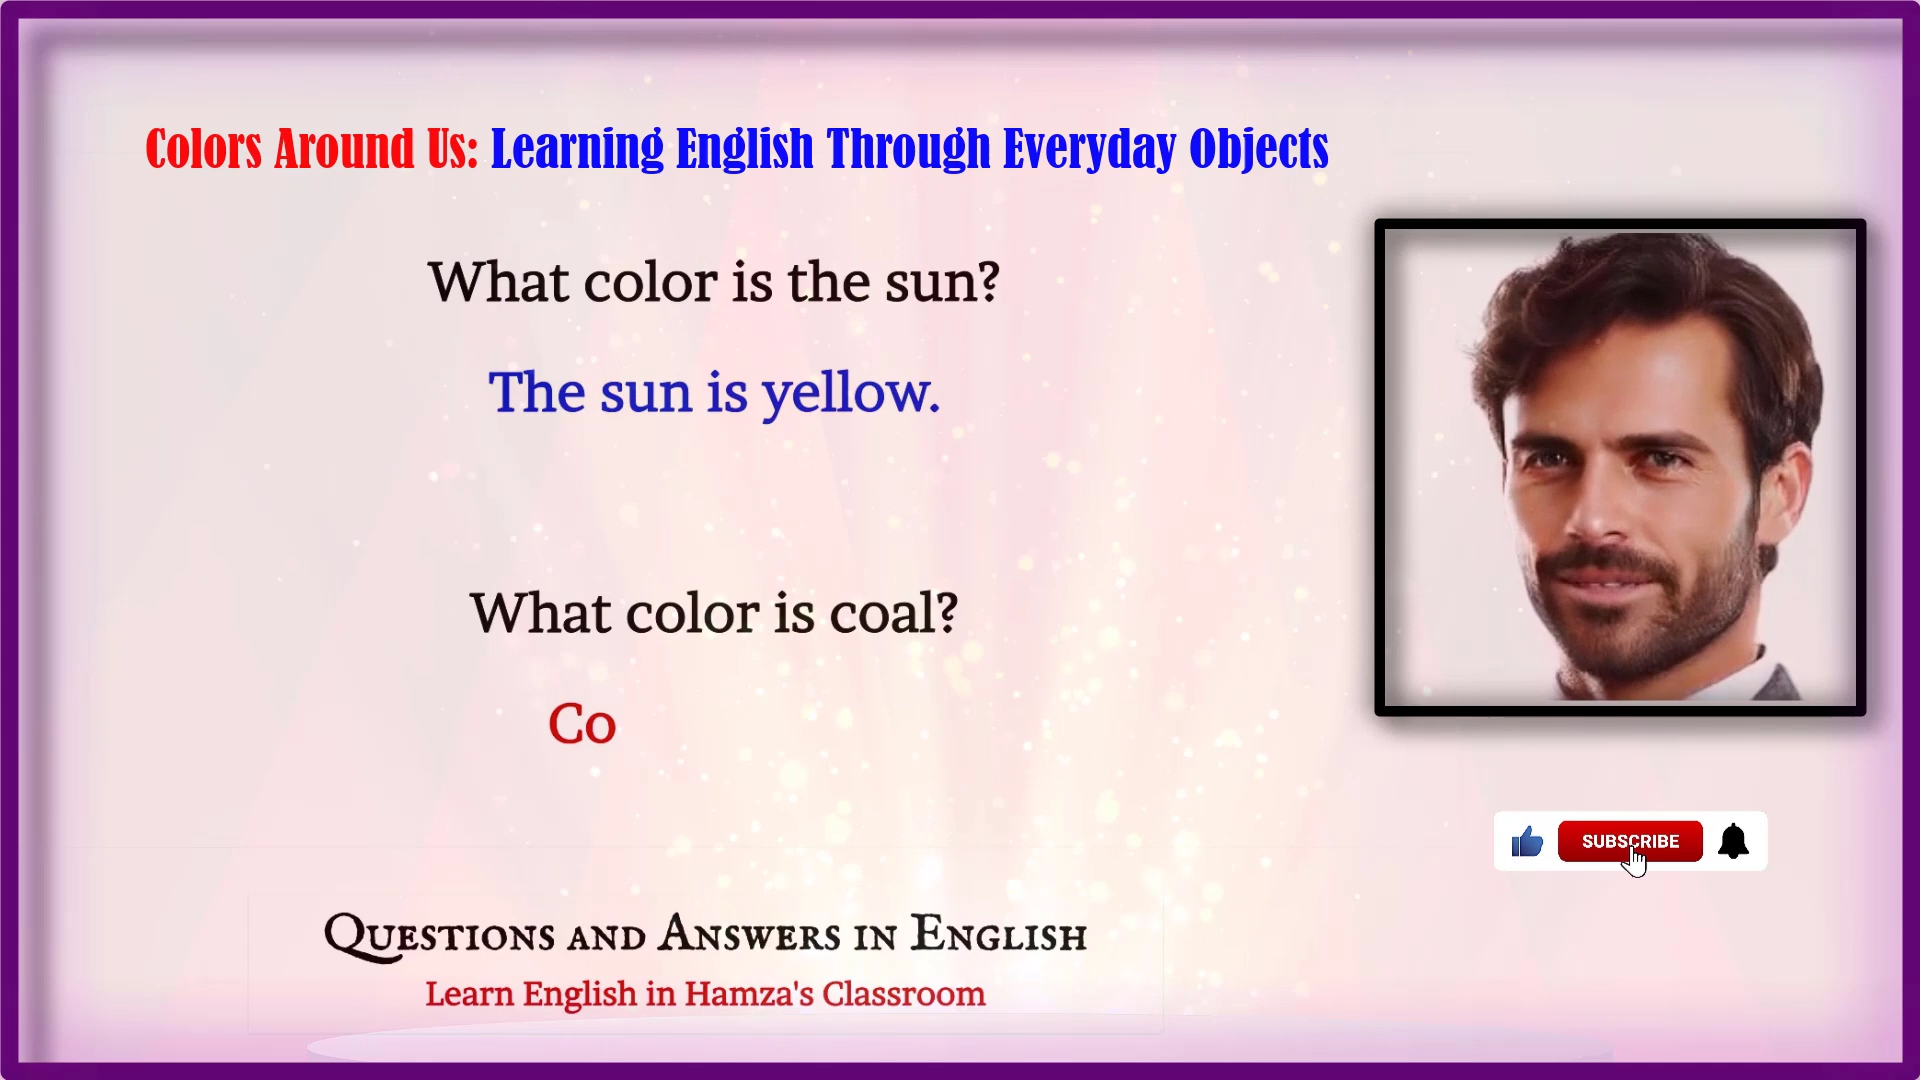 Colors Around Us: Learning English Through Everyday Objects
What color is the sun?
The sun is yellow.
What color is coal?
Co
SUBSCRIBE
Questions and Answers in English
Learn English in Hamza's Classroom